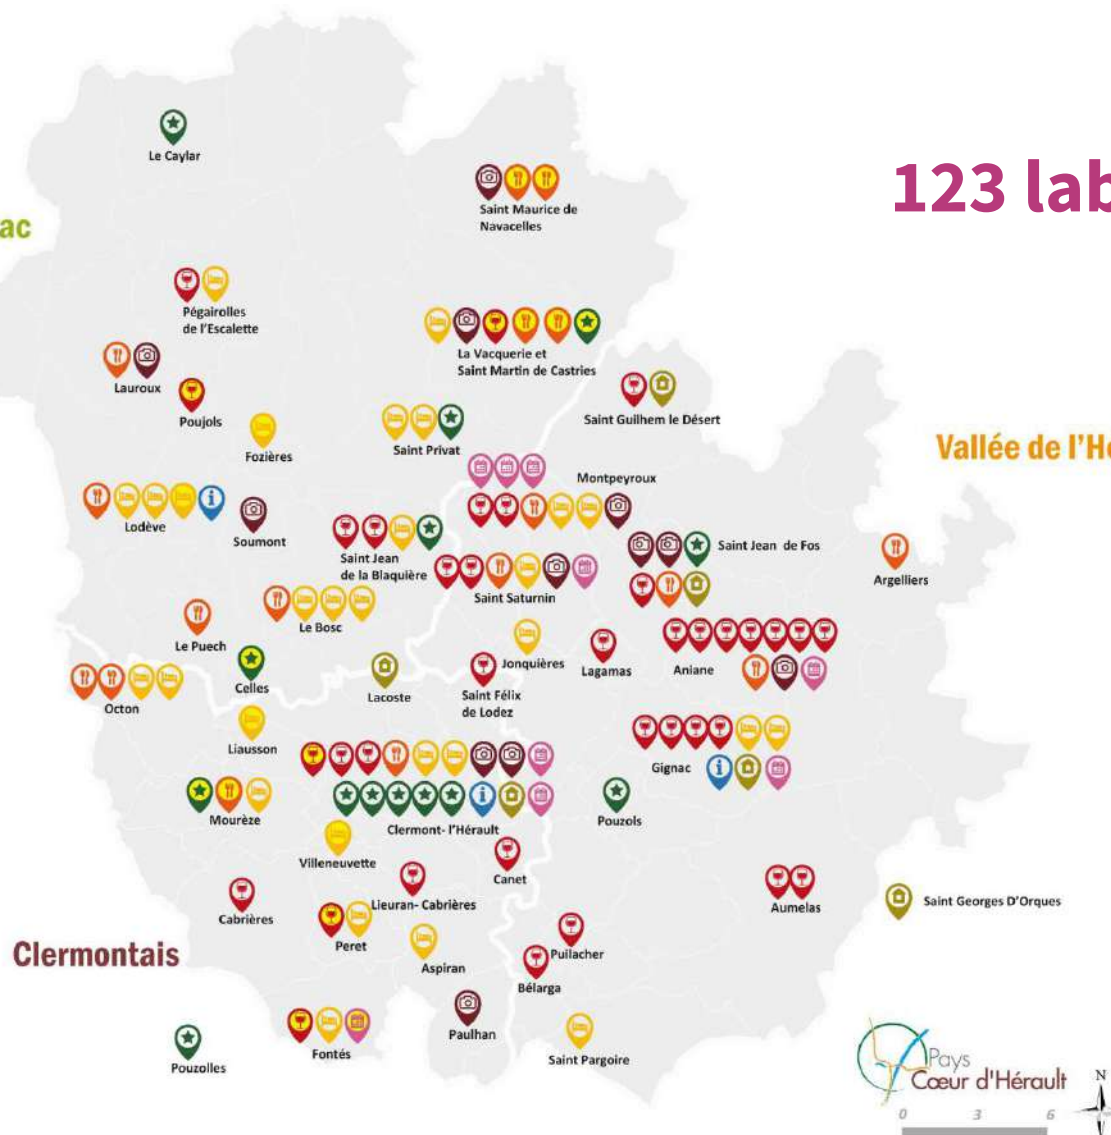 Le Caylar
Saint Maurice de
Navacelles
123 lab
ac
Pégairolles
de l'Escalette
La Vacquerie et
Saint Martin de Castries
Lauroux
Poujols
Saint Guilhem le Désert
Fozières
Saint Privat
Vallée de l'Hé
Montpeyroux
Lodève
Soumont
Saint Jean
de la Blaquière
Saint Jean de Fos
Argelliers
Saint Saturnin
Le Bosc
Le Puech
Jonquières
Lagamas
Aniane
Celles
Lacoste
Saint Félix
de Lodez
Octon
Liausson
Gignac
Mourèze
Clermont- l'Hérault
Pouzols
Villeneuvette
Canet
Cabrières
Lieuran- Cabrières
Aumelas
Saint Georges D'Orques
Peret
Clermontais
Aspiran
Puilacher
Bélarga
Paulhan
Fontés
Saint Pargoire
Pouzolles
Pays
Cœur d'Hérault
N
0 3 6